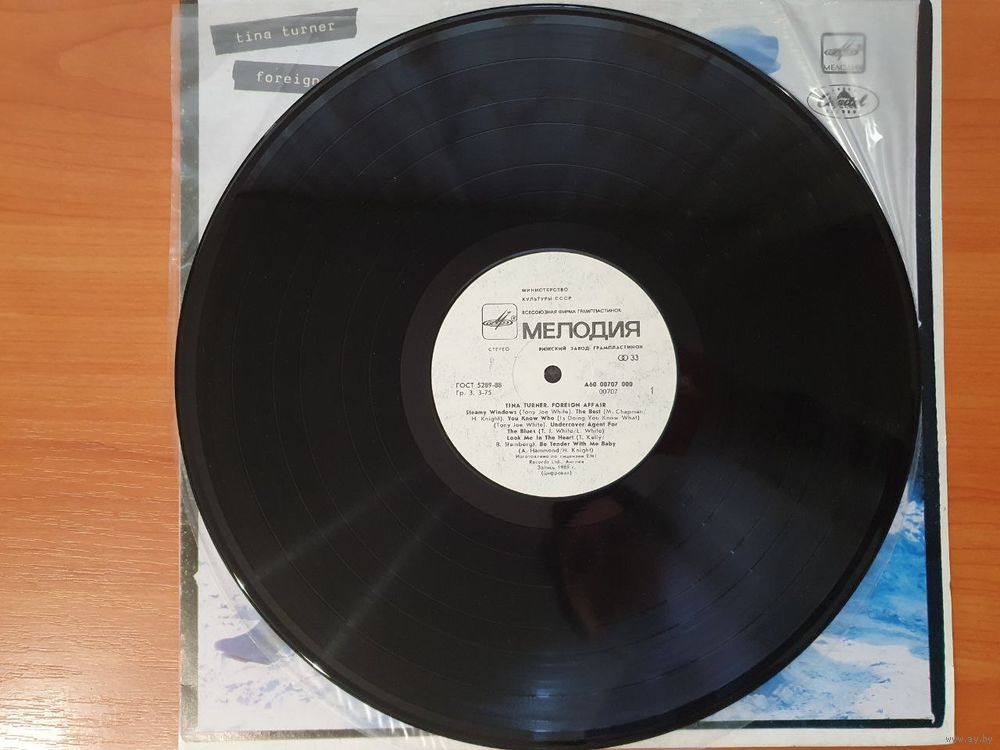 tina turner
foreign
МЕЛОДИЯ
МИНИСТЕРСТВО
КУЛЬТУРЫ СССР
ВСЕСОЮЗНАЯ ФИРМА ГРАМПЛАСТИНОК
МЕЛОДИЯ
СТЕРЕО
РИЖСКИЙ ЗАВОД ГРАМПЛАСТИНОК
33
ГОСТ 5289-88
Гр. 3. 3-75
А60 00707 000
00707
1
TINA TURNER. FOREIGN AFFAIR
Steamy Windows (Tony Joe White). The Best (M. Chapman/
H. Knight). You Know Who (Is Doing You Know What)
(Tony Joe White). Undercover Agent For
The Blues (T. J. White/L. White)
Look Me In The Heart (T. Kelly/
B. Steinberg). Be Tender With Me Baby
(A. Hammond/H. Knight)
Изготовлено по лицензии EMI
Records Ltd., Англия
Запись 1989 г.
(Цифровая)
www.ay.by